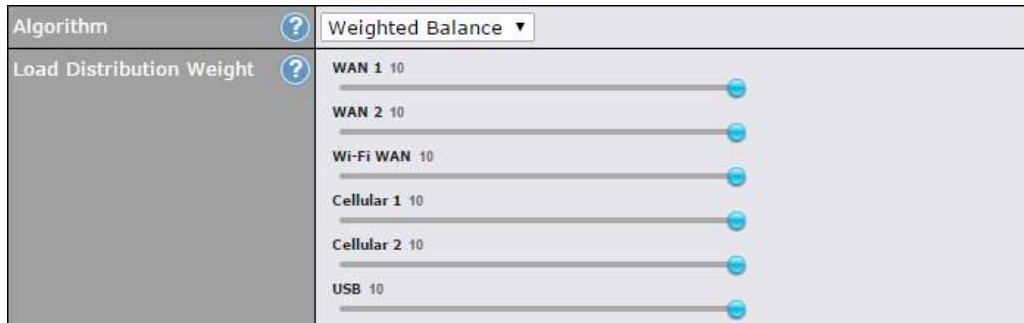 Algorithm ? Weighted Balance ▼
Load Distribution Weight ? WAN 1 10
WAN 2 10
Wi-Fi WAN 10
Cellular 1 10
Cellular 2 10
USB 10